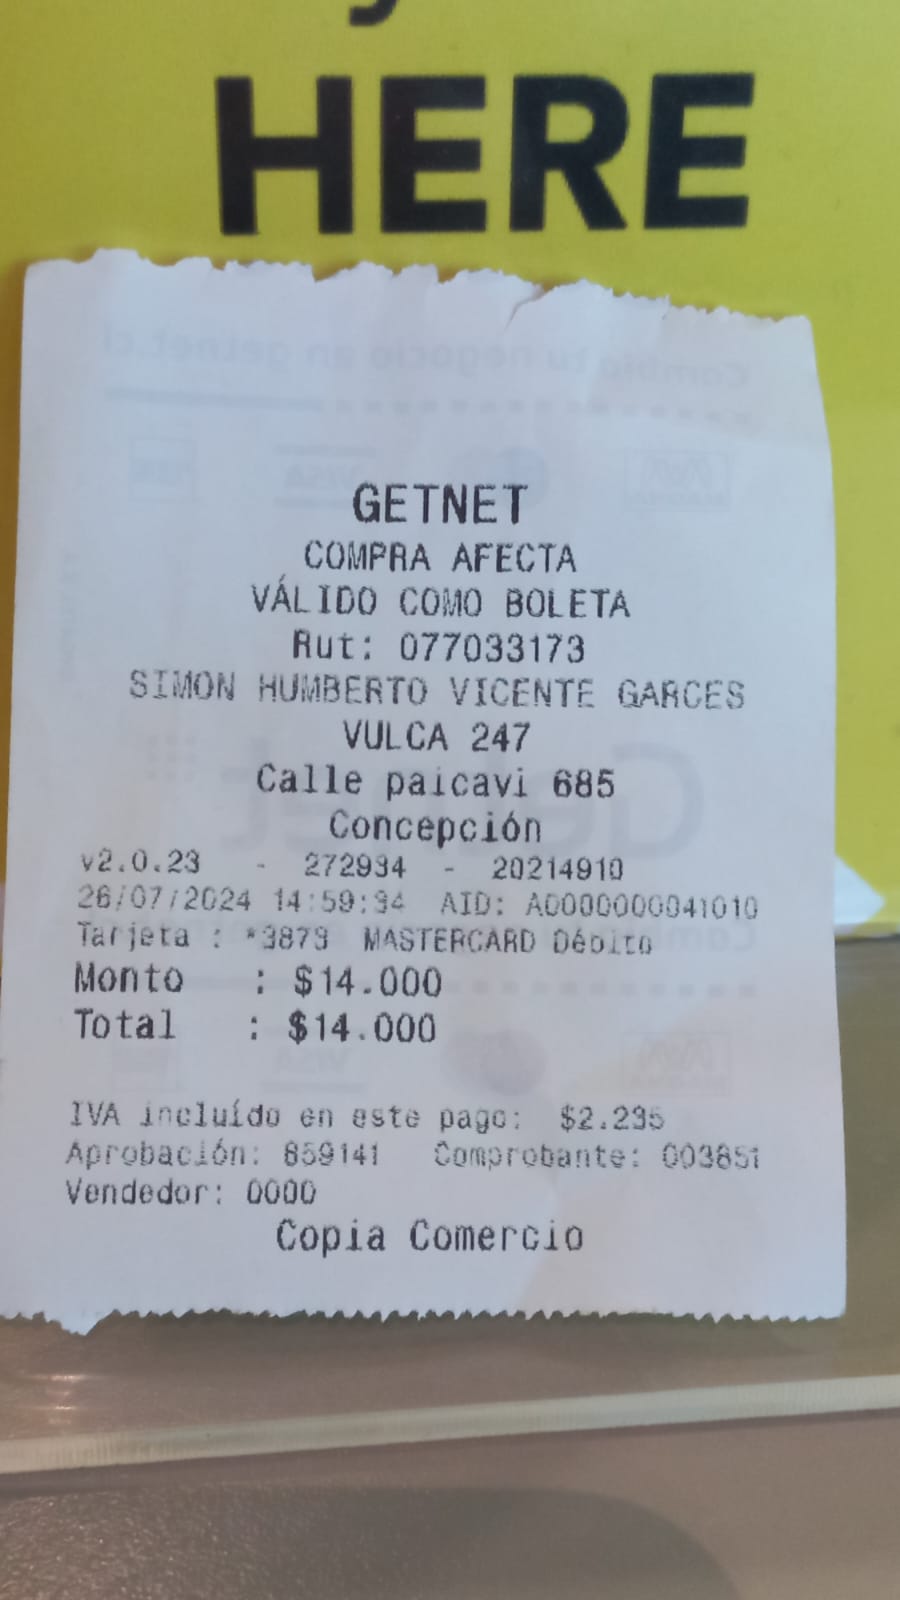 HERE
GETNET
COMPRA AFECTA
VÁLIDO COMO BOLETA
Rut: 077033173
SIMON HUMBERTO VICENTE GARCES
VULCA 247
Calle paicavi 685
Concepción
v2.0.23 - 272934 - 20214910
26/07/2024 14:59:34 AID: A0000000041010
Tarjeta : *3873 MASTERCARD Débito
Monto : $14.000
Total : $14.000
IVA incluído en este pago: $2.235
Aprobación: 859141 Comprobante: 003851
Vendedor: 0000
Copia Comercio